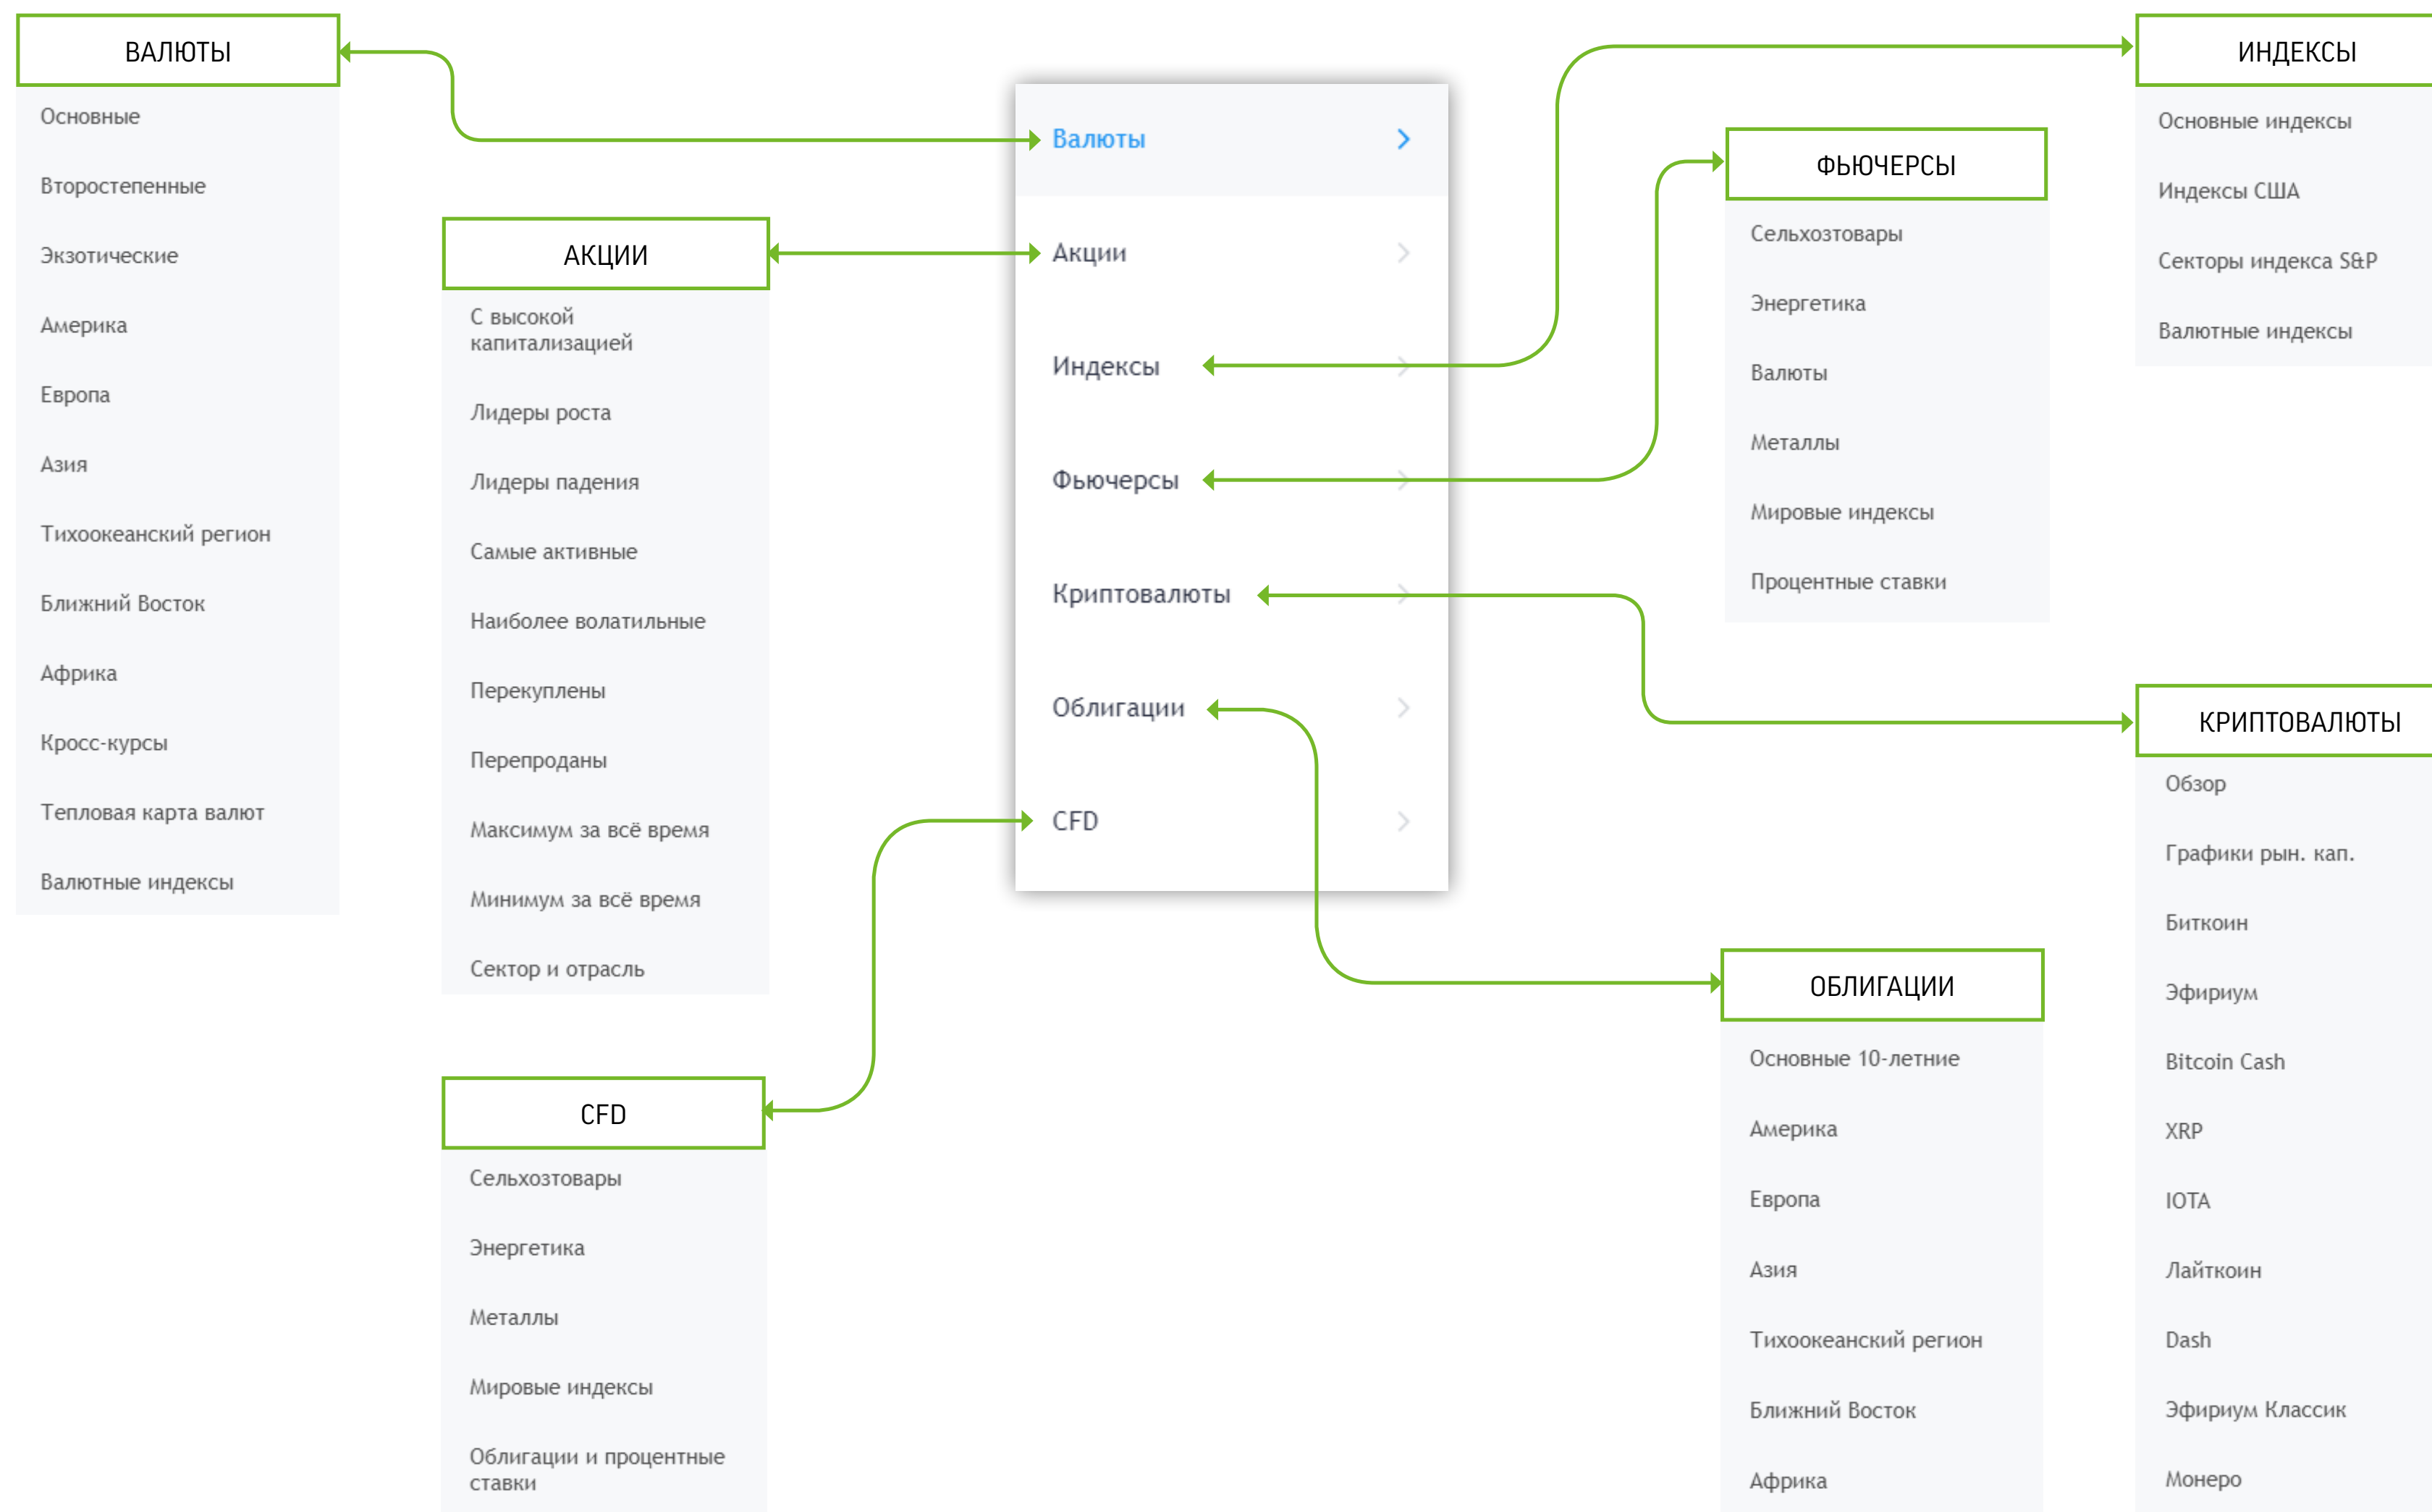 ВАЛЮТЫ
Основные
Второстепенные
Экзотические
Америка
Европа
Азия
Тихоокеанский регион
Ближний Восток
Африка
Кросс-курсы
Тепловая карта валют
Валютные индексы
АКЦИИ
С высокой
капитализацией
Лидеры роста
Лидеры падения
Самые активные
Наиболее волатильные
Перекуплены
Перепроданы
Максимум за всё время
Минимум за всё время
Сектор и отрасль
CFD
Сельхозтовары
Энергетика
Металлы
Мировые индексы
Облигации и процентные
ставки
Валюты
Акции
Индексы
Фьючерсы
Криптовалюты
Облигации
CFD
ФЬЮЧЕРСЫ
Сельхозтовары
Энергетика
Валюты
Металлы
Мировые индексы
Процентные ставки
ОБЛИГАЦИИ
Основные 10-летние
Америка
Европа
Азия
Тихоокеанский регион
Ближний Восток
Африка
ИНДЕКСЫ
Основные индексы
Индексы США
Секторы индекса S&P
Валютные индексы
КРИПТОВАЛЮТЫ
Обзор
Графики рын. кап.
Биткоин
Эфириум
Bitcoin Cash
XRP
IOTA
Лайткоин
Dash
Эфириум Классик
Монеро